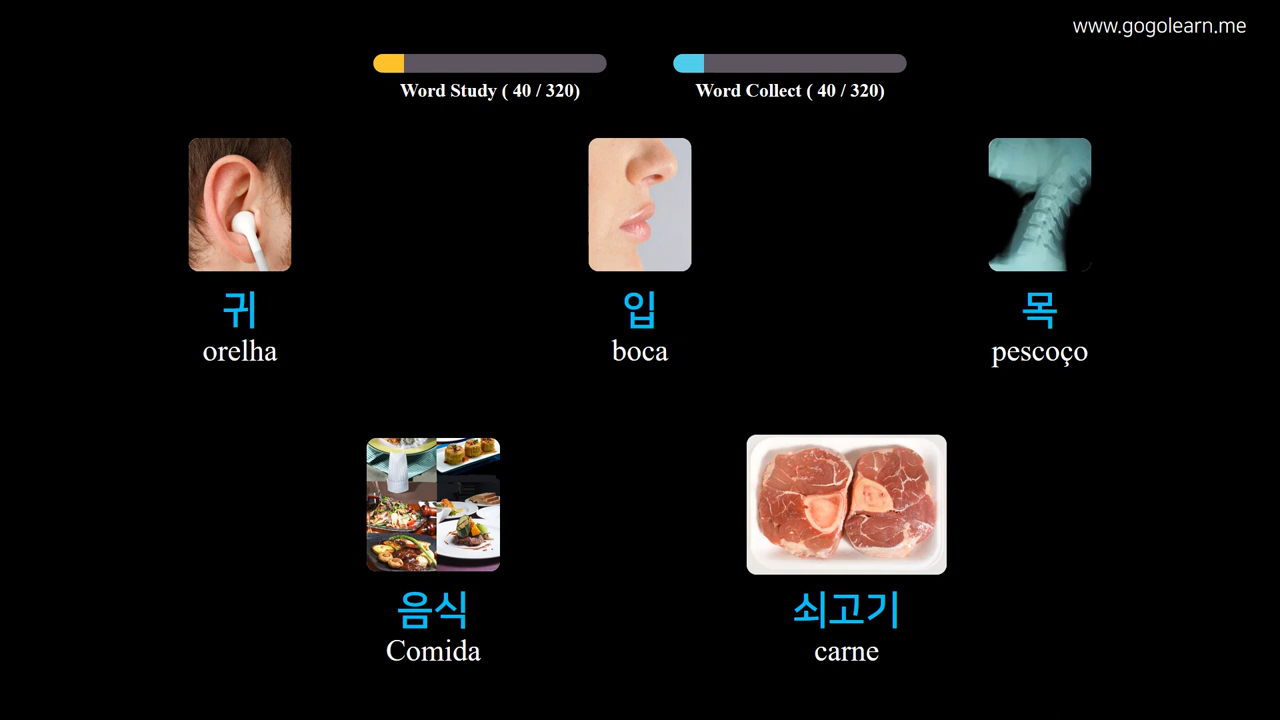 www.gogolearn.me
Word Study ( 40 / 320)
Word Collect ( 40 / 320)
귀
orelha
입
boca
목
pescoço
음식
Comida
쇠고기
carne